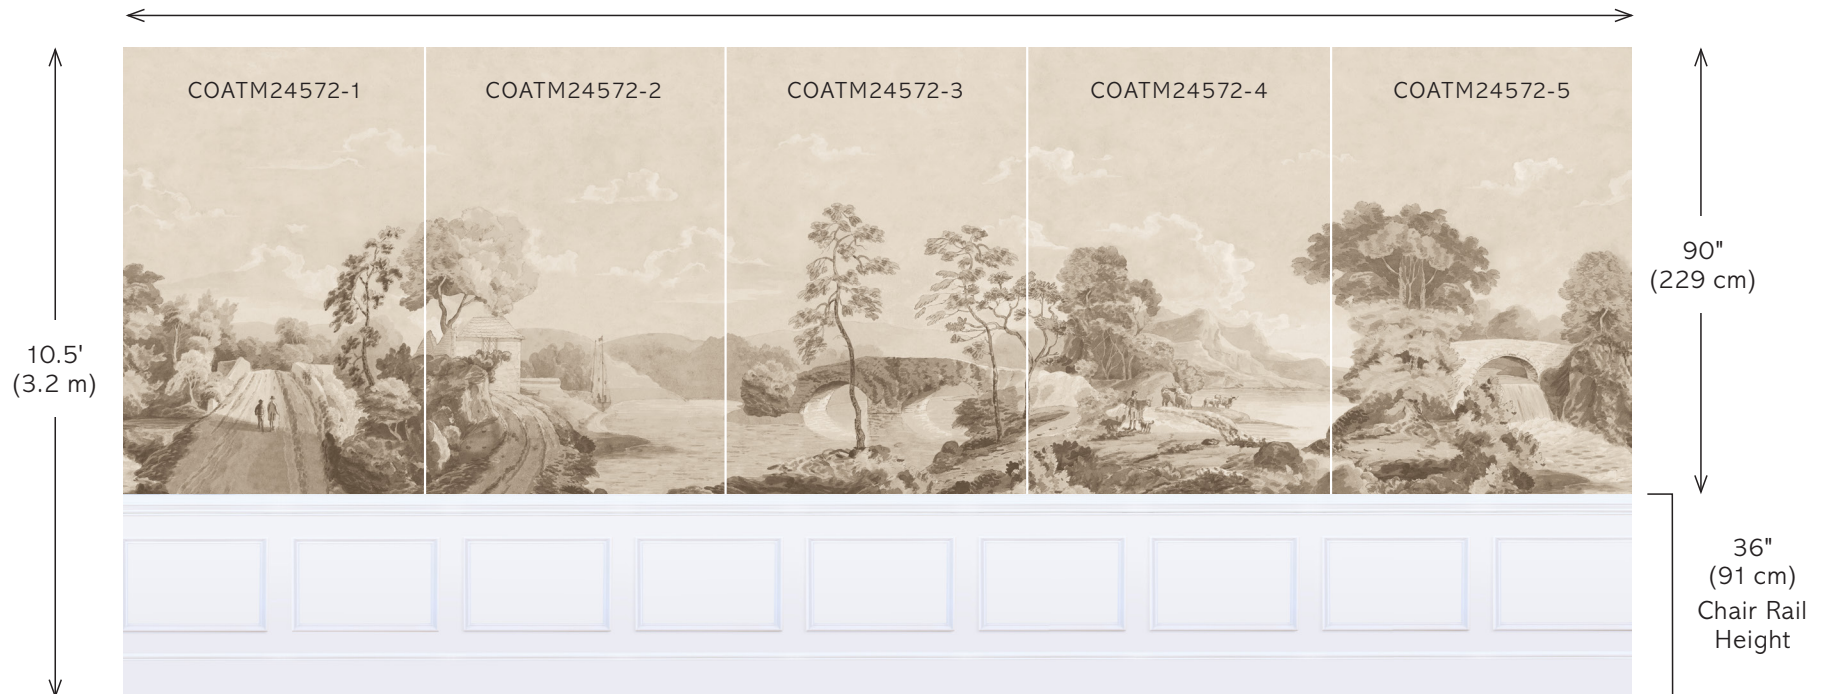 COATM24572-1
COATM24572-2
COATM24572-3
COATM24572-4
COATM24572-5
90"
(229 cm)
10.5'
(3.2 m)
36"
(91 cm)
Chair Rail
Height